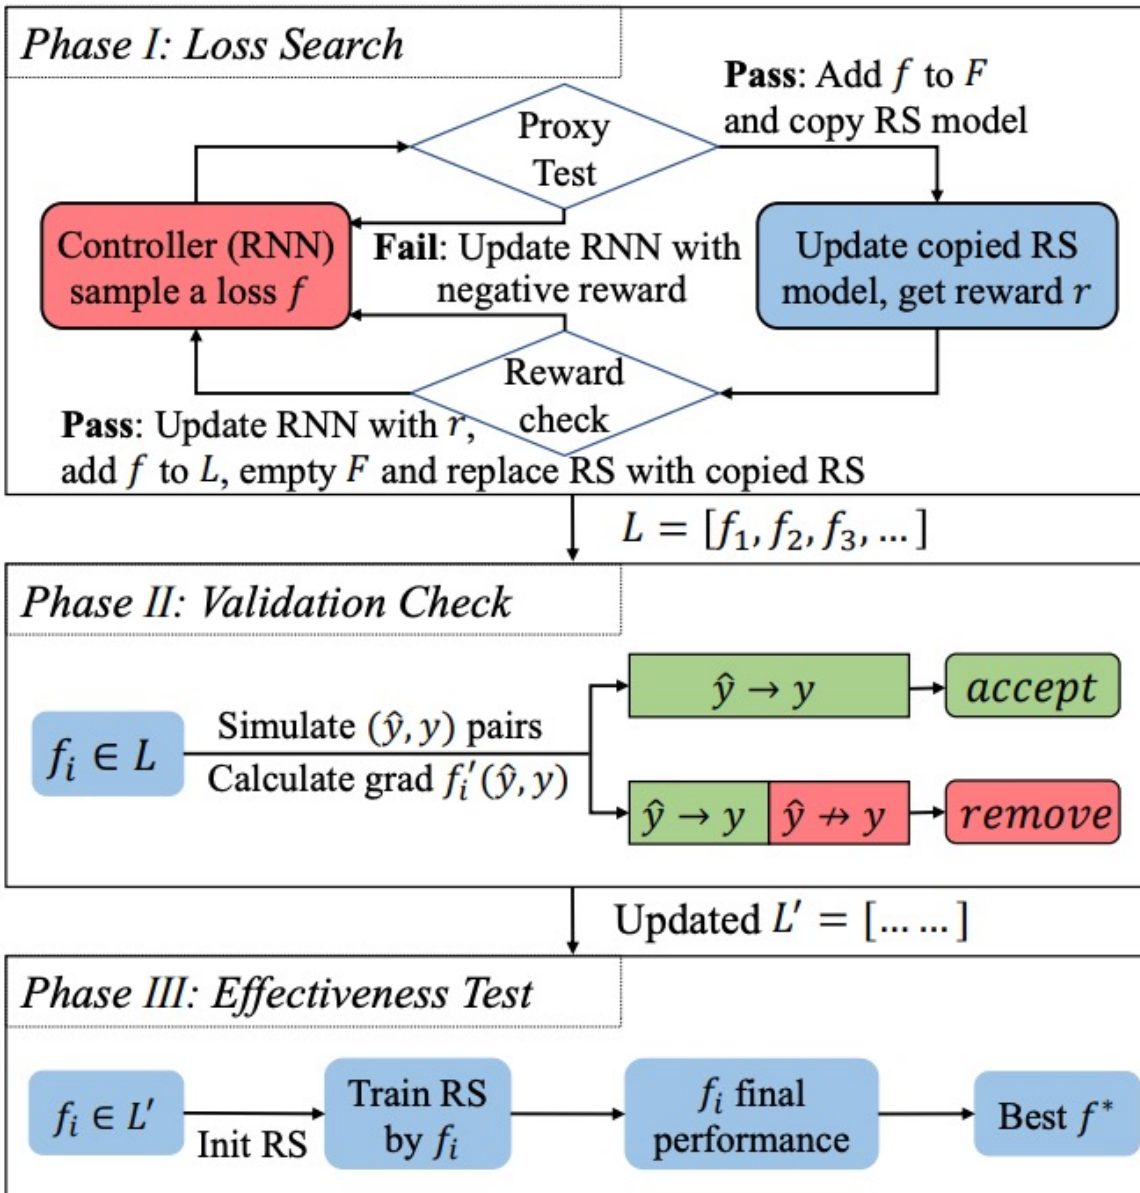 Phase I: Loss Search
Pass: Add f to F
and copy RS model
Proxy
Test
Controller (RNN)
sample a loss f
Fail: Update RNN with
negative reward
Update copied RS
model, get reward r
Reward
check
Pass: Update RNN with r,
add f to L, empty F and replace RS with copied RS
L = [f₁, f₂, f₃, ...]
Phase II: Validation Check
fᵢ ∈ L
Simulate (ŷ, y) pairs
Calculate grad fᵢ′(ŷ, y)
ŷ → y
accept
ŷ → y
ŷ ↛ y
remove
Updated L′ = [... ...]
Phase III: Effectiveness Test
fᵢ ∈ L′
Init RS
Train RS
by fᵢ
fᵢ final
performance
Best f*